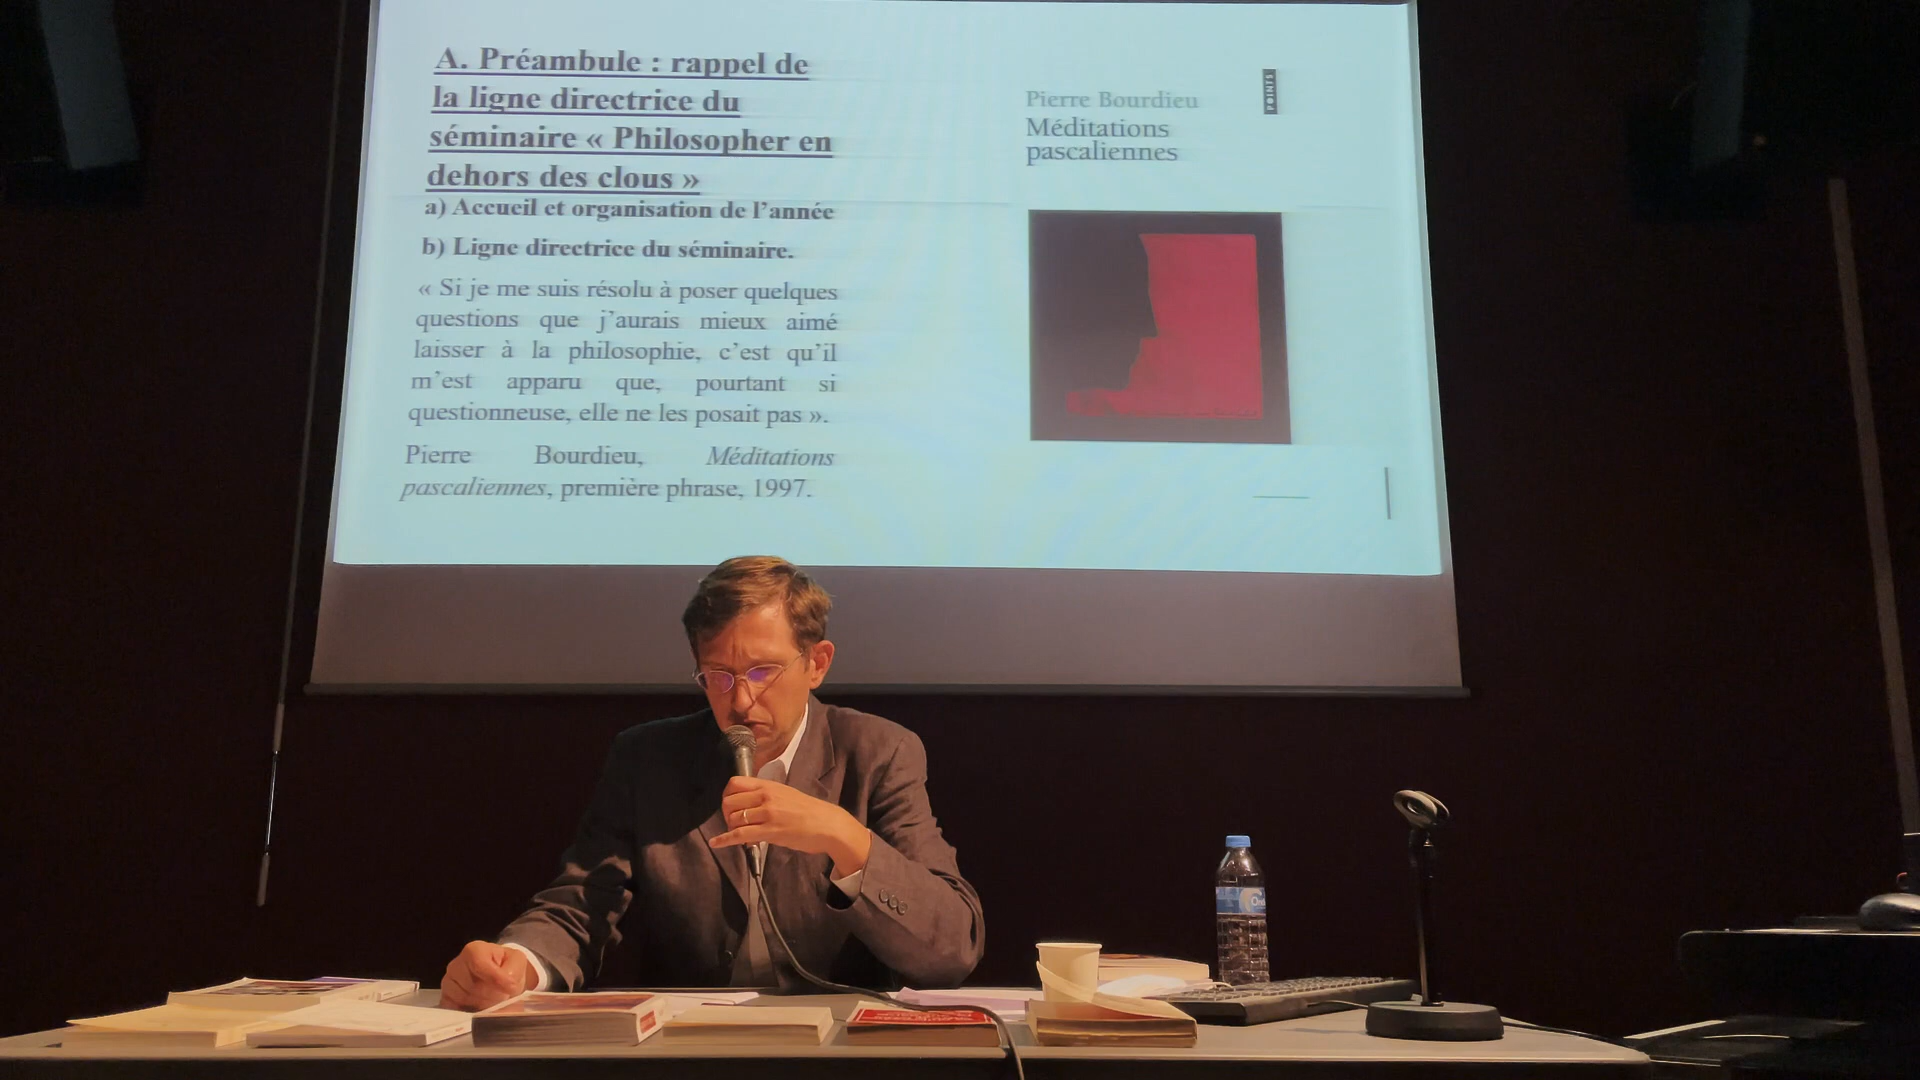 A. Préambule : rappel de
la ligne directrice du
séminaire « Philosopher en
dehors des clous »
a) Accueil et organisation de l’année
b) Ligne directrice du séminaire.
« Si je me suis résolu à poser quelques
questions que j’aurais mieux aimé
laisser à la philosophie, c’est qu’il
m’est apparu que, pourtant si
questionneuse, elle ne les posait pas ».
Pierre Bourdieu, Méditations
pascaliennes, première phrase, 1997.
Pierre Bourdieu
Méditations
pascaliennes
POINTS